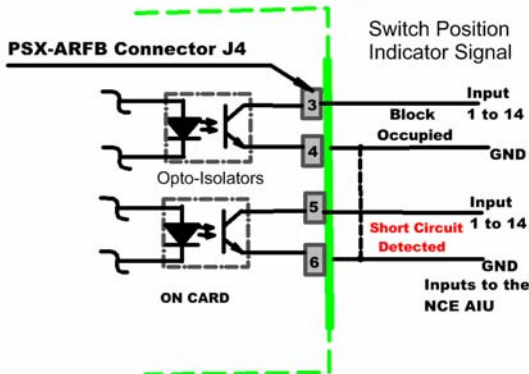 Switch Position
Indicator Signal
PSX-ARFB Connector J4
3
Input
1 to 14
Block
Occupied
4
GND
Opto-Isolators
5
Input
1 to 14
Short Circuit
Detected
6
GND
ON CARD
Inputs to the
NCE AIU